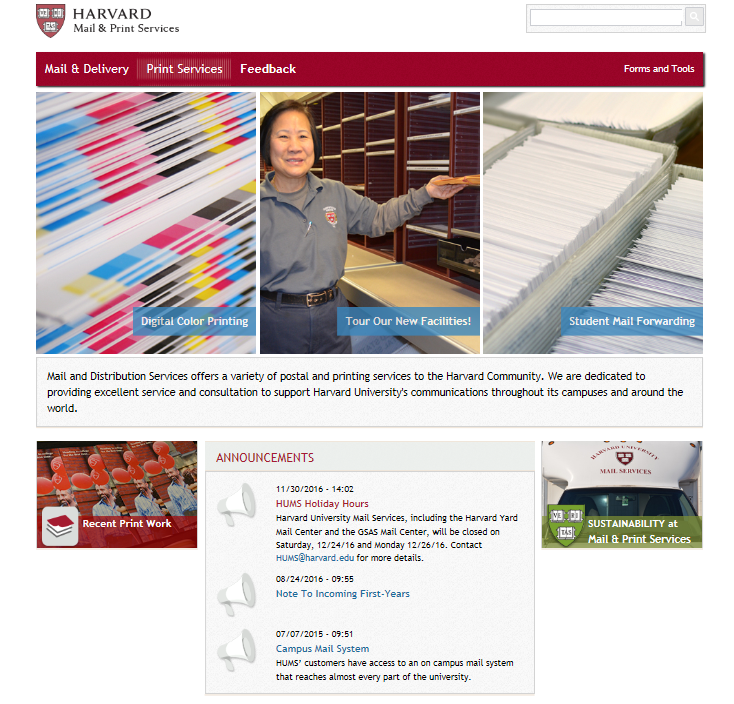 HARVARD
Mail & Print Services
Mail & Delivery
Print Services
Feedback
Forms and Tools
Digital Color Printing
Tour Our New Facilities!
Student Mail Forwarding
Mail and Distribution Services offers a variety of postal and printing services to the Harvard Community. We are dedicated to
providing excellent service and consultation to support Harvard University's communications throughout its campuses and around the
world.
Recent Print Work
ANNOUNCEMENTS
11/30/2016 - 14:02
HUMS Holiday Hours
Harvard University Mail Services, including the Harvard Yard
Mail Center and the GSAS Mail Center, will be closed on
Saturday, 12/24/16 and Monday 12/26/16. Contact
HUMS@harvard.edu for more details.
08/24/2016 - 09:55
Note To Incoming First-Years
07/07/2015 - 09:51
Campus Mail System
HUMS' customers have access to an on campus mail system
that reaches almost every part of the university.
HARVARD UNIVERSITY
MAIL SERVICES
VE RI
TAS
SUSTAINABILITY at
Mail & Print Services